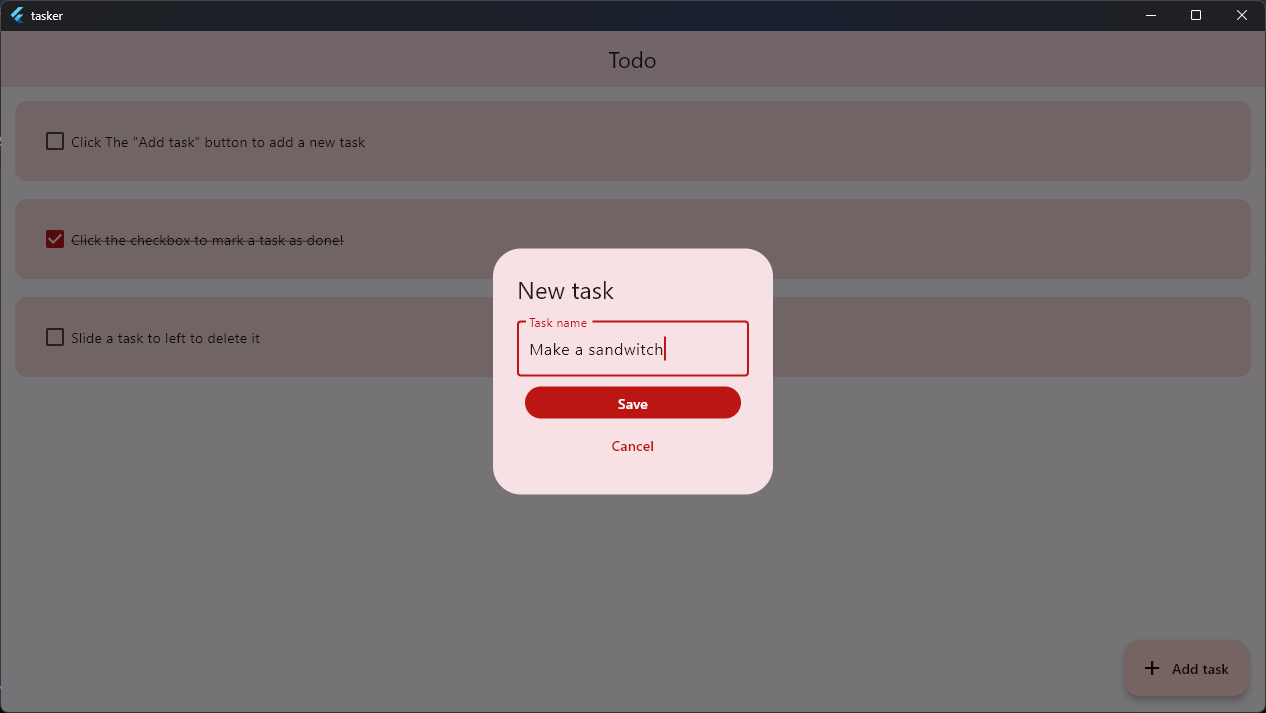 tasker
Todo
Click The "Add task" button to add a new task
Click the checkbox to mark a task as done!
Slide a task to left to delete it
New task
Task name
Make a sandwitch
Save
Cancel
Add task